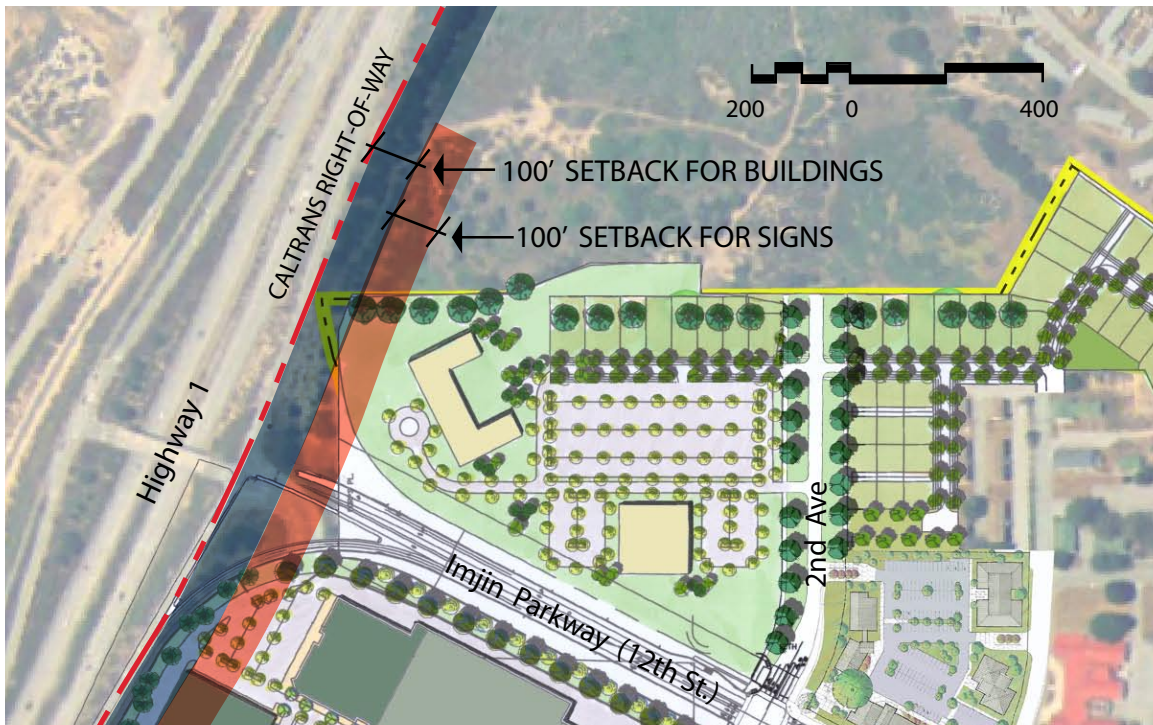 200 0 400
CALTRANS RIGHT-OF-WAY
100' SETBACK FOR BUILDINGS
100' SETBACK FOR SIGNS
Highway 1
2nd Ave
Imjin Parkway (12th St.)